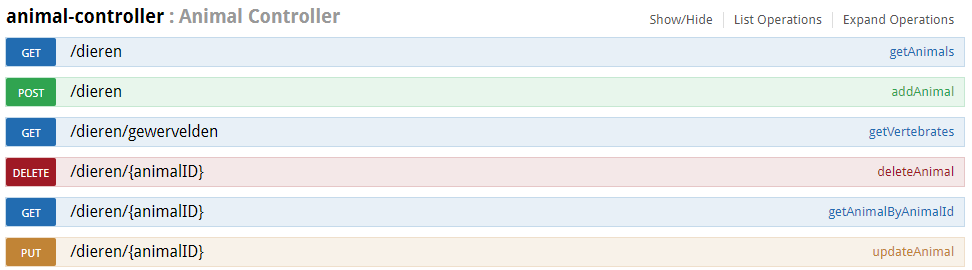 animal-controller : Animal Controller
Show/Hide List Operations Expand Operations
GET /dieren getAnimals
POST /dieren addAnimal
GET /dieren/gewervelden getVertebrates
DELETE /dieren/{animalID} deleteAnimal
GET /dieren/{animalID} getAnimalByAnimalId
PUT /dieren/{animalID} updateAnimal